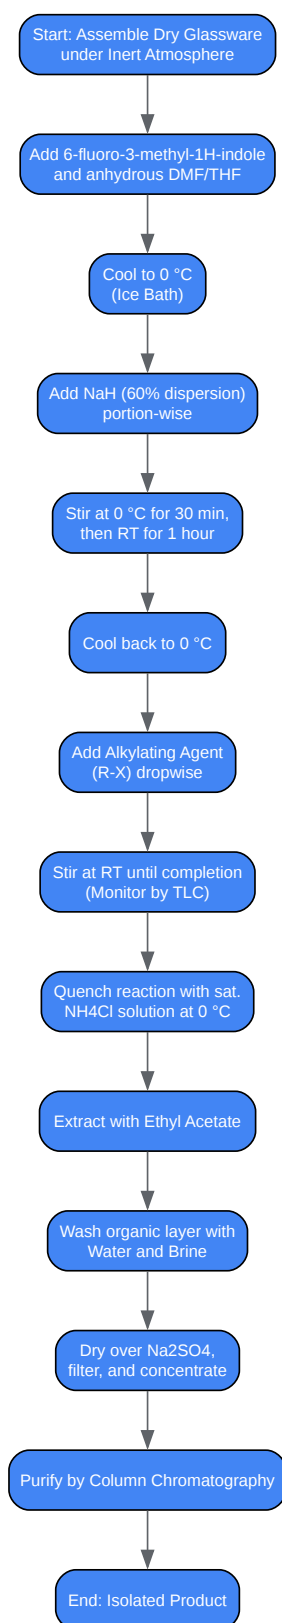 Start: Assemble Dry Glassware
under Inert Atmosphere
Add 6-fluoro-3-methyl-1H-indole
and anhydrous DMF/THF
Cool to 0 °C
(Ice Bath)
Add NaH (60% dispersion)
portion-wise
Stir at 0 °C for 30 min,
then RT for 1 hour
Cool back to 0 °C
Add Alkylating Agent
(R-X) dropwise
Stir at RT until completion
(Monitor by TLC)
Quench reaction with sat.
NH4Cl solution at 0 °C
Extract with Ethyl Acetate
Wash organic layer with
Water and Brine
Dry over Na2SO4,
filter, and concentrate
Purify by Column Chromatography
End: Isolated Product